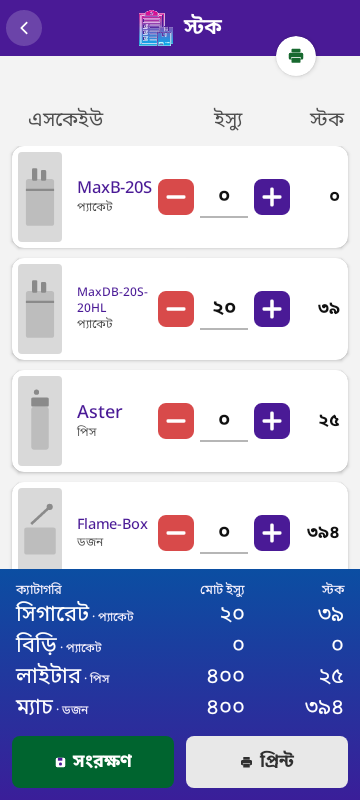 স্টক
এসকেইউ ইস্যু স্টক
MaxB-20S
প্যাকেট
০ ০
MaxDB-20S-
20HL
প্যাকেট
২০ ৩৯
Aster
পিস
০ ২৫
Flame-Box
ডজন
০ ৩৯৪
ক্যাটাগরি মোট ইস্যু স্টক
সিগারেট · প্যাকেট ২০ ৩৯
বিড়ি · প্যাকেট ০ ০
লাইটার · পিস ৪০০ ২৫
ম্যাচ · ডজন ৪০০ ৩৯৪
সংরক্ষণ প্রিন্ট